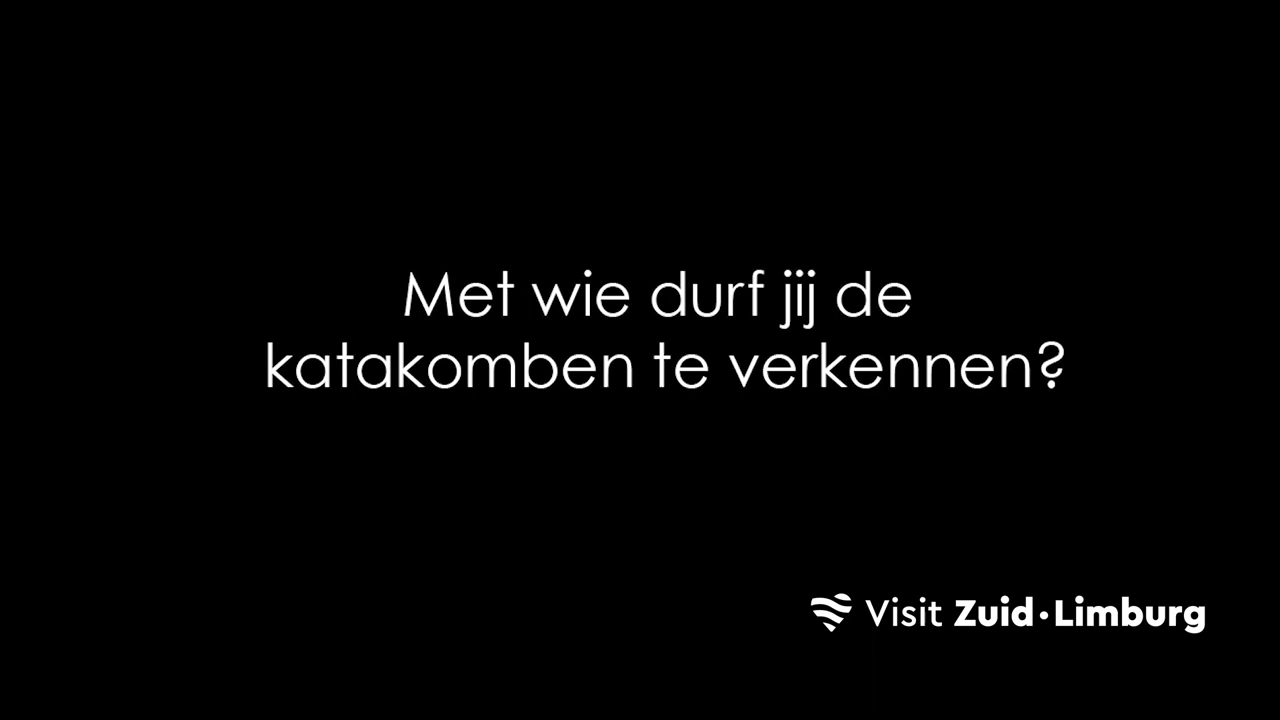 Met wie durf jij de
katakomben te verkennen?
Visit Zuid·Limburg